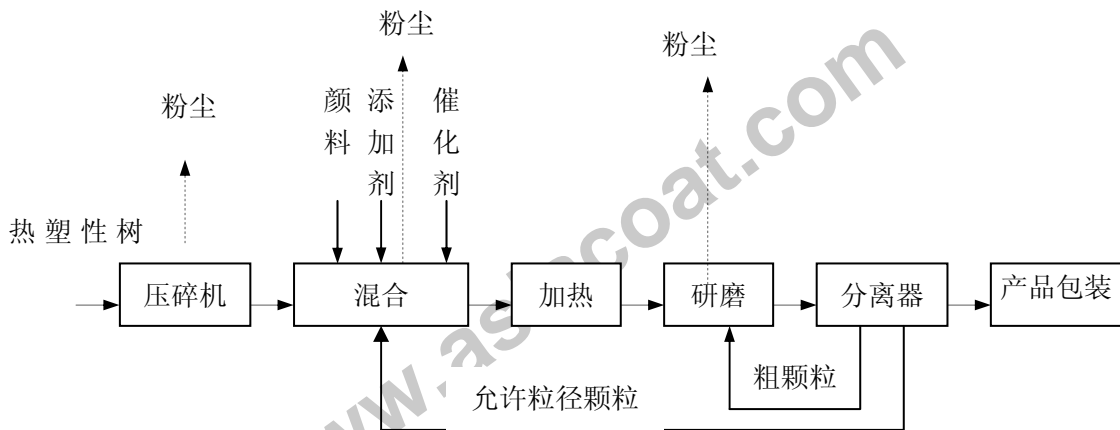 粉尘
粉尘
粉尘
颜料
添加剂
催化剂
热塑性树
压碎机
混合
加热
研磨
分离器
产品包装
粗颗粒
允许粒径颗粒